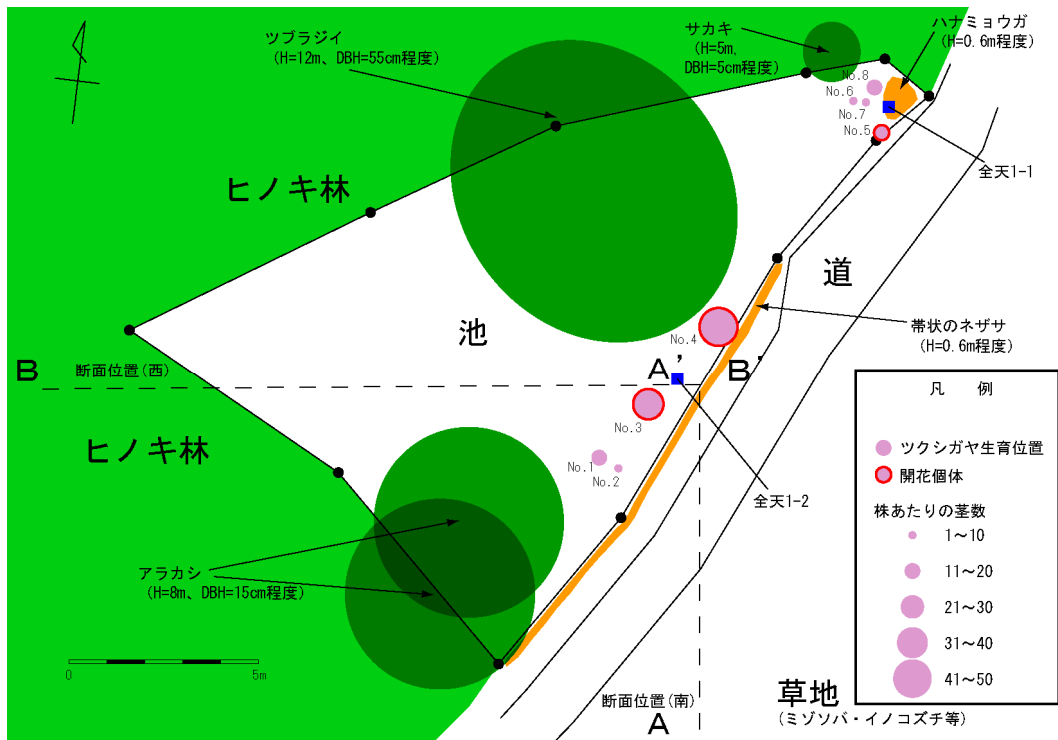 ツブラジイ
(H=12m、DBH=55cm程度)
サカキ
(H=5m、
DBH=5cm程度)
ハナミョウガ
(H=0.6m程度)
No.8
No.6
No.7
No.5
全天1-1
ヒノキ林
道
池
No.4
帯状のネザサ
(H=0.6m程度)
B
断面位置(西)
A'
B'
No.3
ヒノキ林
No.1
No.2
全天1-2
アラカシ
(H=8m、DBH=15cm程度)
0
5m
断面位置(南)
A
草地
(ミゾソバ・イノコズチ等)
凡 例
ツクシガヤ生育位置
開花個体
株あたりの茎数
1～10
11～20
21～30
31～40
41～50